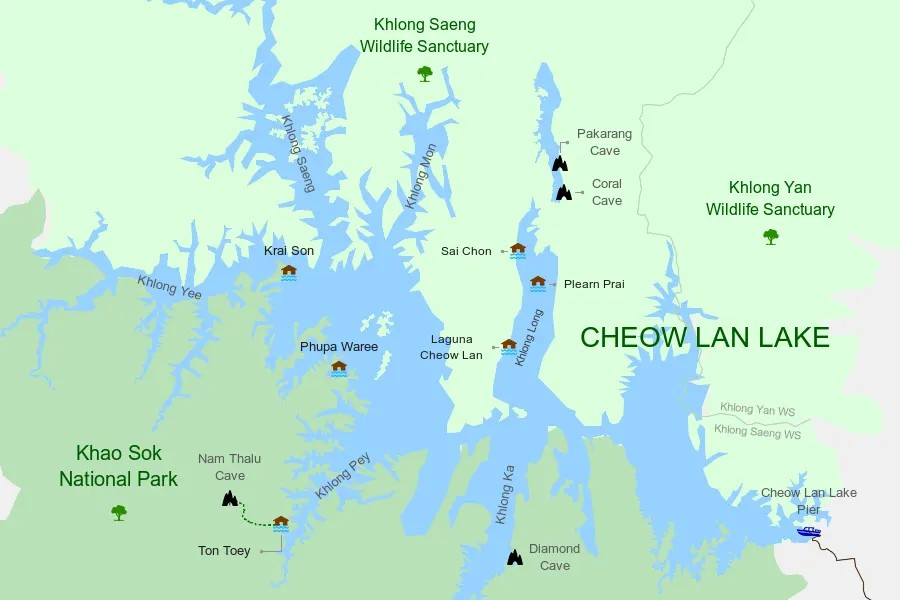 Khlong Saeng
Wildlife Sanctuary
Khlong Saeng
Khlong Mon
Pakarang
Cave
Coral
Cave
Khlong Yan
Wildlife Sanctuary
Krai Son
Sai Chon
Khlong Yee
Plearn Prai
Khlong Long
CHEOW LAN LAKE
Phupa Waree
Laguna
Cheow Lan
Khlong Yan WS
Khlong Saeng WS
Khao Sok
National Park
Nam Thalu
Cave
Khlong Pey
Khlong Ka
Cheow Lan Lake
Pier
Ton Toey
Diamond
Cave